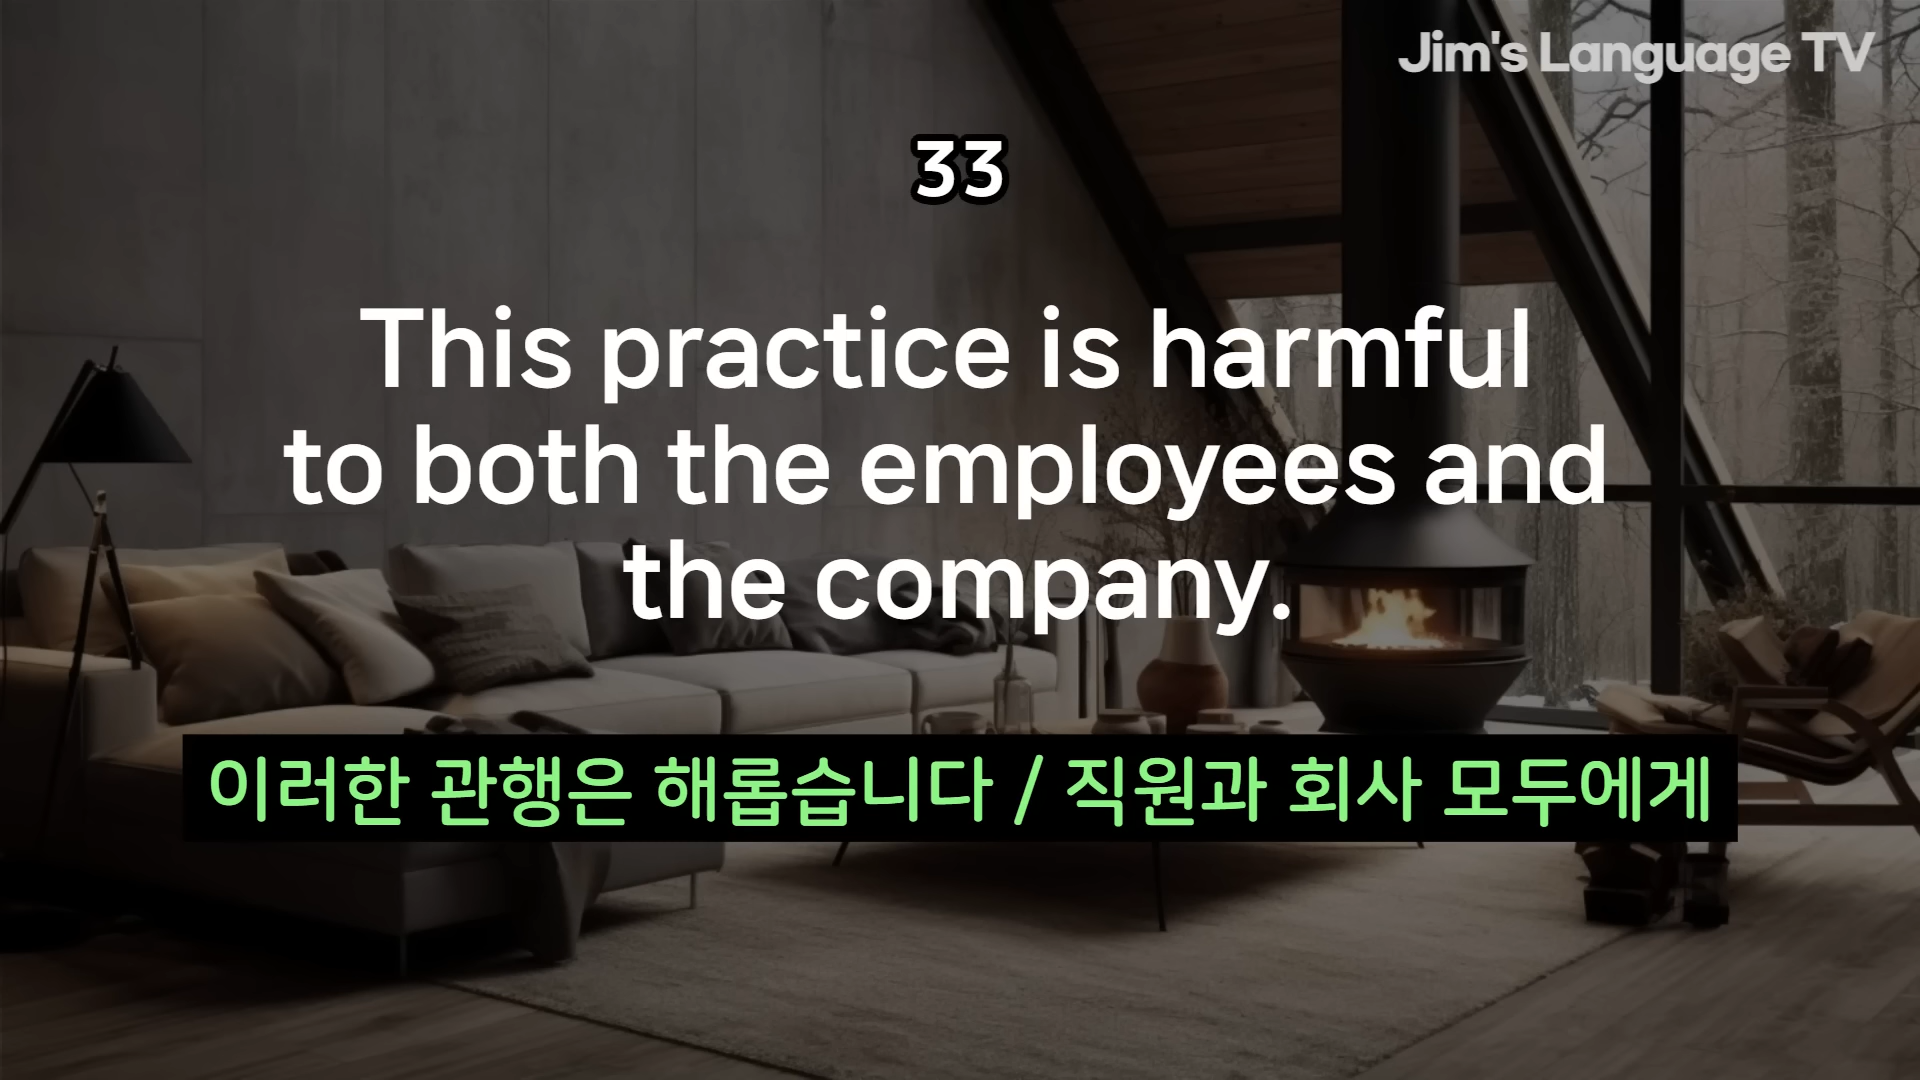 Jim's Language TV
33
This practice is harmful
to both the employees and
the company.
이러한 관행은 해롭습니다 / 직원과 회사 모두에게